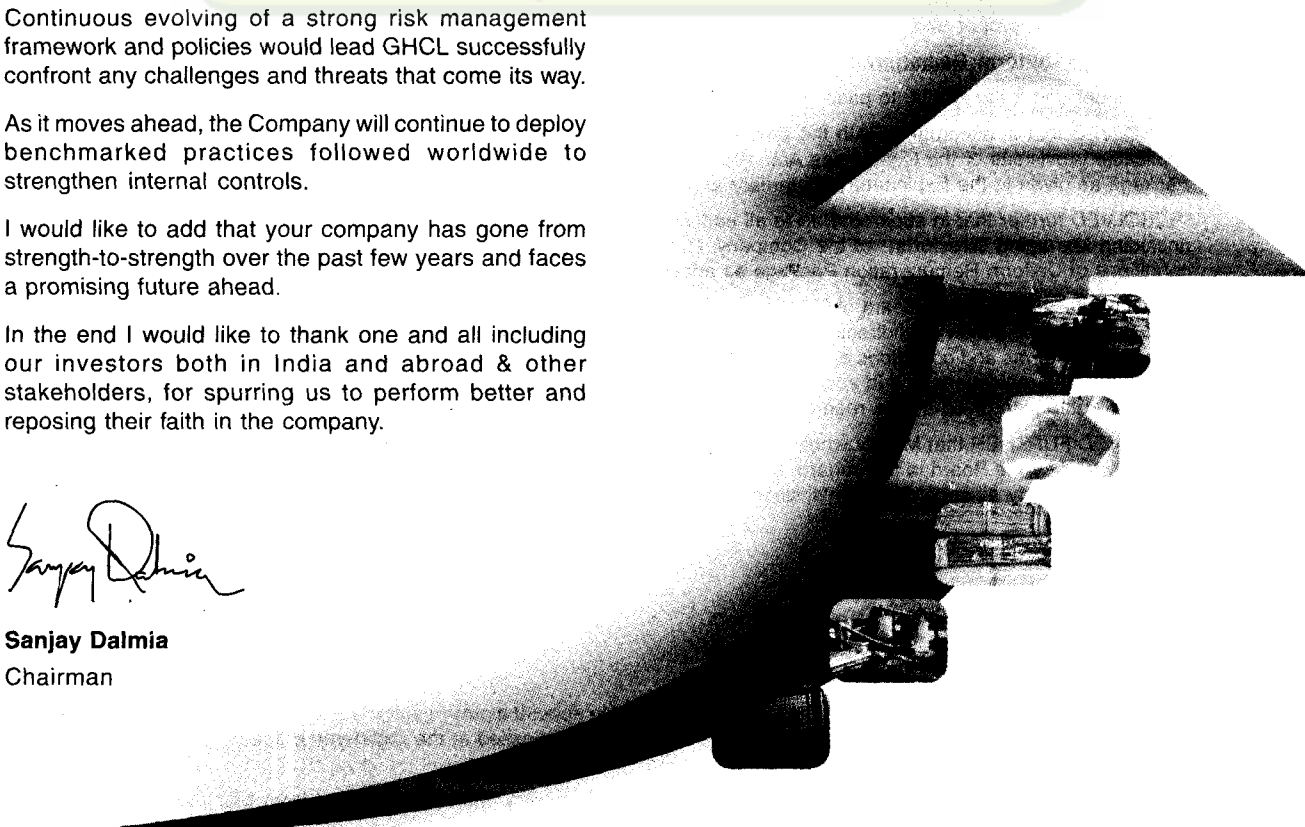 Continuous evolving of a strong risk management
framework and policies would lead GHCL successfully
confront any challenges and threats that come its way.
As it moves ahead, the Company will continue to deploy
benchmarked practices followed worldwide to
strengthen internal controls.
I would like to add that your company has gone from
strength-to-strength over the past few years and faces
a promising future ahead.
In the end I would like to thank one and all including
our investors both in India and abroad & other
stakeholders, for spurring us to perform better and
reposing their faith in the company.
Sanjay Dalmia
Sanjay Dalmia
Chairman